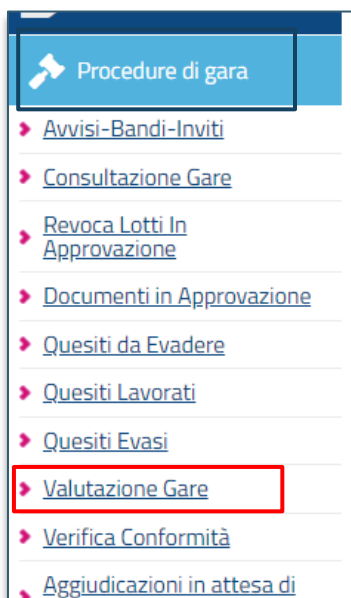 Procedure di gara
Avvisi-Bandi-Inviti
Consultazione Gare
Revoca Lotti In
Approvazione
Documenti in Approvazione
Quesiti da Evadere
Quesiti Lavorati
Quesiti Evasi
Valutazione Gare
Verifica Conformità
Aggiudicazioni in attesa di